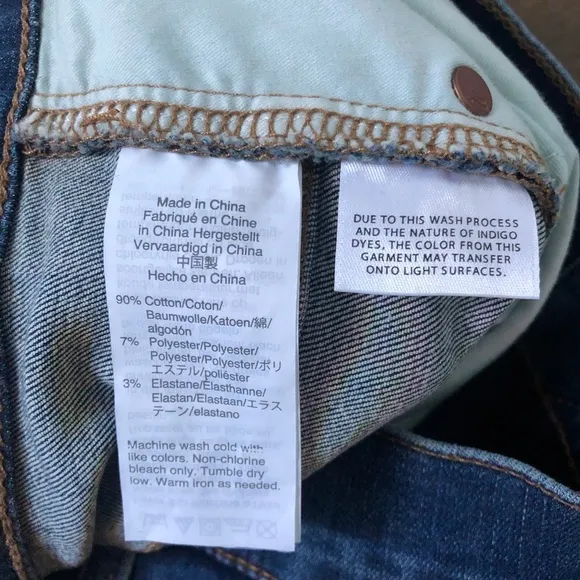 Made in China
Fabriqué en Chine
in China Hergestellt
Vervaardigd in China
中国製
Hecho en China
90% Cotton/Coton/
Baumwolle/Katoen/綿/
algodón
7% Polyester/Polyester/
Polyester/Polyester/ポリ
エステル/poliéster
3% Elastane/Élasthanne/
Elastan/Elastaan/エラス
テーン/elastano
Machine wash cold with
like colors. Non-chlorine
bleach only. Tumble dry
low. Warm iron as needed.
DUE TO THIS WASH PROCESS
AND THE NATURE OF INDIGO
DYES, THE COLOR FROM THIS
GARMENT MAY TRANSFER
ONTO LIGHT SURFACES.